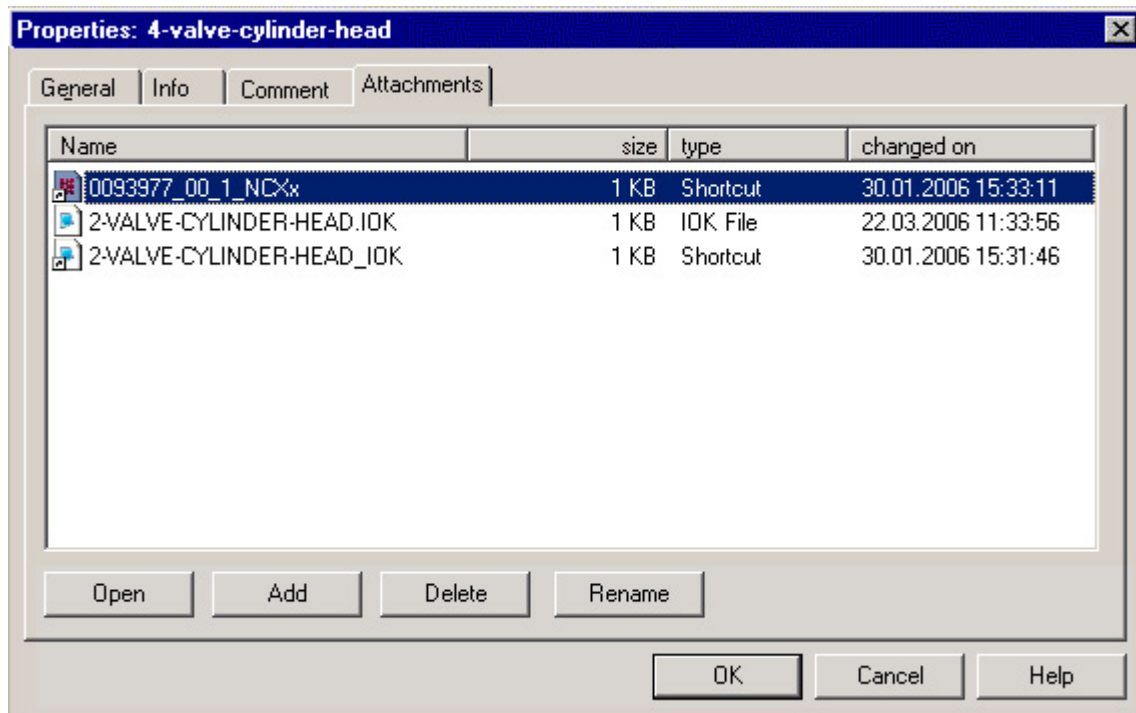 Properties: 4-valve-cylinder-head
General Info Comment Attachments
Name size type changed on
0093977_00_1_NCXx 1 KB Shortcut 30.01.2006 15:33:11
2-VALVE-CYLINDER-HEAD.IOK 1 KB IOK File 22.03.2006 11:33:56
2-VALVE-CYLINDER-HEAD_IOK 1 KB Shortcut 30.01.2006 15:31:46
Open Add Delete Rename
OK Cancel Help